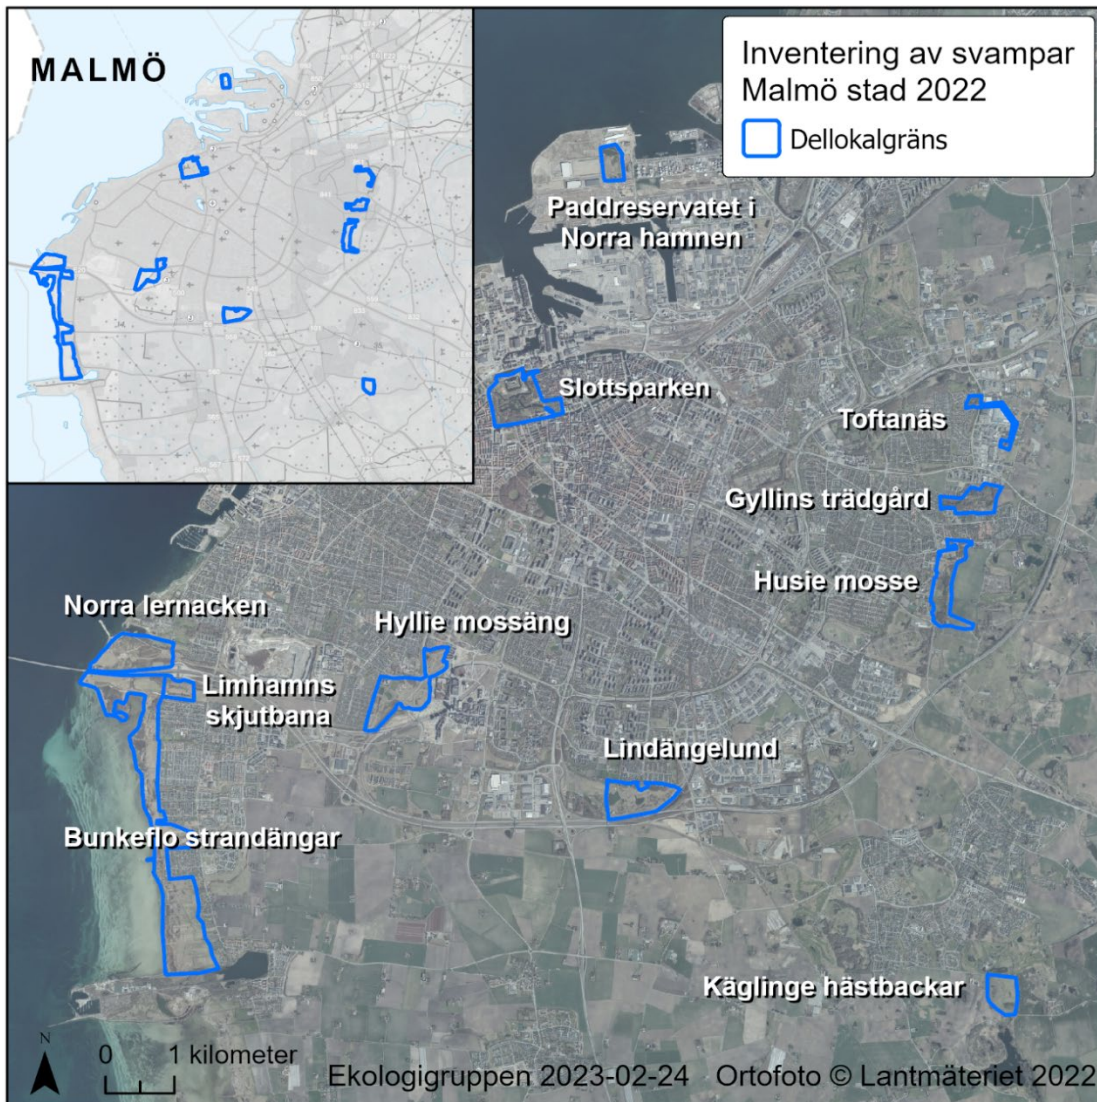 MALMÖ
Inventering av svampar
Malmö stad 2022
Dellokalgräns
Paddreservatet i
Norra hamnen
Slottsparken
Toftanäs
Gyllins trädgård
Husie mosse
Norra lernacken
Hyllie mossäng
Limhamns
skjutbana
Lindängelund
Bunkeflo strandängar
Käglinge hästbackar
N
0 1 kilometer
Ekologigruppen 2023-02-24 Ortofoto © Lantmäteriet 2022